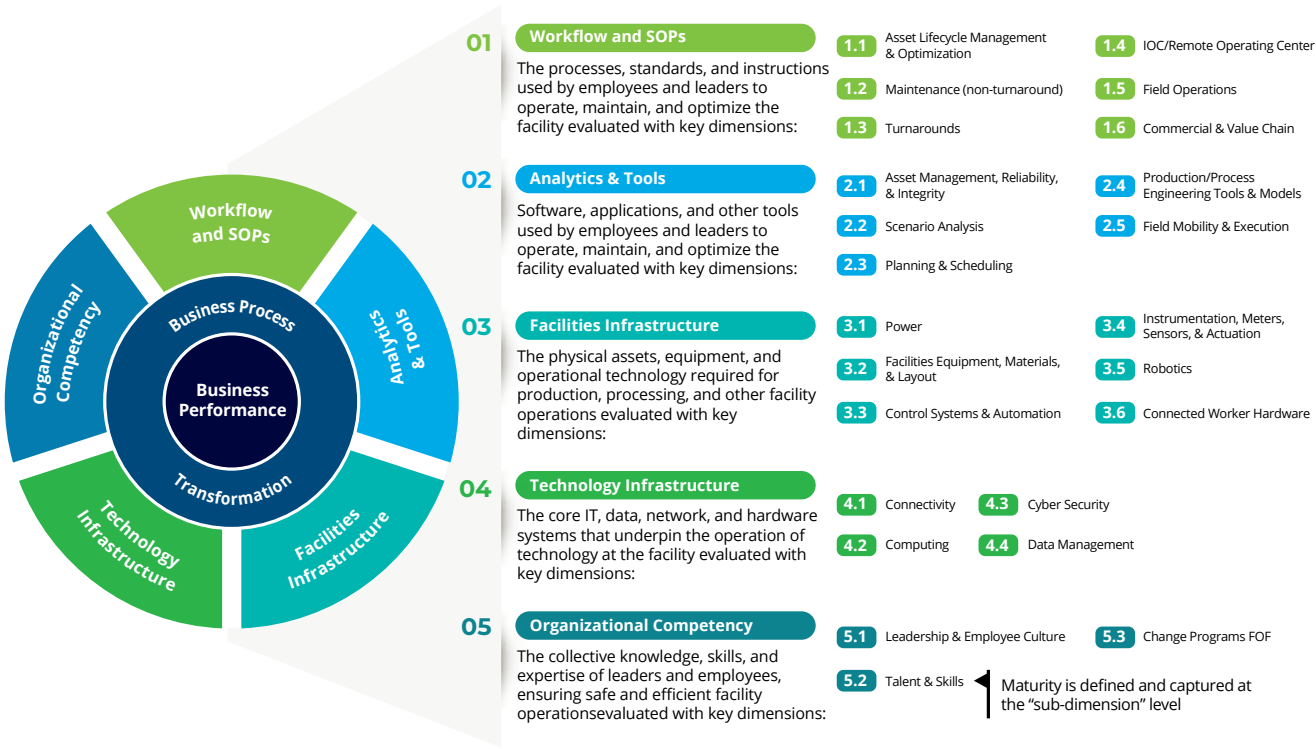 Workflow
and SOPs
Analytics
& Tools
Facilities
Infrastructure
Technology
Infrastructure
Organizational
Competency
Business Process
Transformation
Business
Performance
01
Workflow and SOPs
The processes, standards, and instructions
used by employees and leaders to
operate, maintain, and optimize the
facility evaluated with key dimensions:
1.1
Asset Lifecycle Management
& Optimization
1.2
Maintenance (non-turnaround)
1.3
Turnarounds
1.4
IOC/Remote Operating Center
1.5
Field Operations
1.6
Commercial & Value Chain
02
Analytics & Tools
Software, applications, and other tools
used by employees and leaders to
operate, maintain, and optimize the
facility evaluated with key dimensions:
2.1
Asset Management, Reliability,
& Integrity
2.2
Scenario Analysis
2.3
Planning & Scheduling
2.4
Production/Process
Engineering Tools & Models
2.5
Field Mobility & Execution
03
Facilities Infrastructure
The physical assets, equipment, and
operational technology required for
production, processing, and other facility
operations evaluated with key
dimensions:
3.1
Power
3.2
Facilities Equipment, Materials,
& Layout
3.3
Control Systems & Automation
3.4
Instrumentation, Meters,
Sensors, & Actuation
3.5
Robotics
3.6
Connected Worker Hardware
04
Technology Infrastructure
The core IT, data, network, and hardware
systems that underpin the operation of
technology at the facility evaluated with
key dimensions:
4.1
Connectivity
4.2
Computing
4.3
Cyber Security
4.4
Data Management
05
Organizational Competency
The collective knowledge, skills, and
expertise of leaders and employees,
ensuring safe and efficient facility
operationsevaluated with key dimensions:
5.1
Leadership & Employee Culture
5.2
Talent & Skills
5.3
Change Programs FOF
Maturity is defined and captured at
the “sub-dimension” level